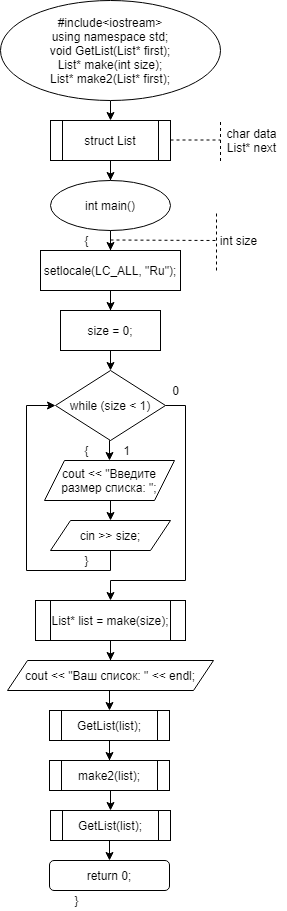 #include<iostream>
using namespace std;
void GetList(List* first);
List* make(int size);
List* make2(List* first);
struct List
char data
List* next
int main()
{
int size
setlocale(LC_ALL, "Ru");
size = 0;
while (size < 1)
0
{
1
cout << "Введите
размер списка: ";
cin >> size;
}
List* list = make(size);
cout << "Ваш список: " << endl;
GetList(list);
make2(list);
GetList(list);
return 0;
}